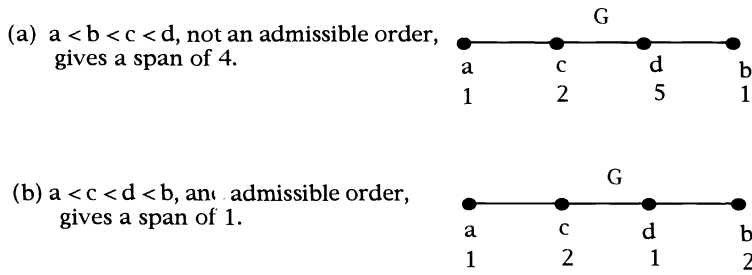 (a) a < b < c < d, not an admissible order,
gives a span of 4.
G
a c d b
1 2 5 1
(b) a < c < d < b, an admissible order,
gives a span of 1.
G
a c d b
1 2 1 2